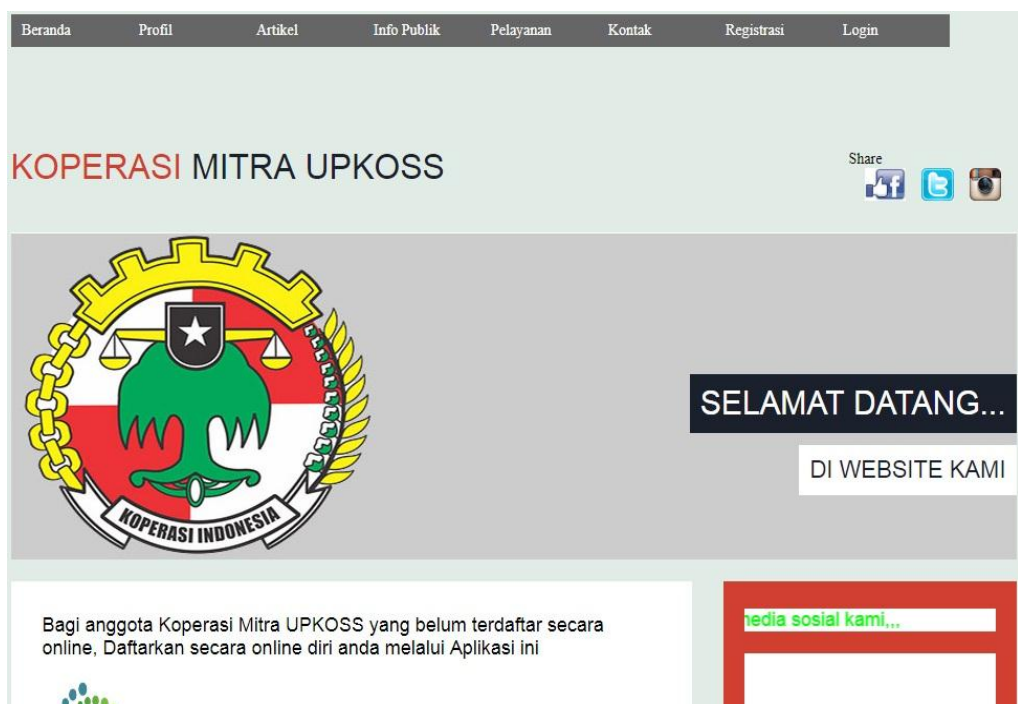 Beranda Profil Artikel Info Publik Pelayanan Kontak Registrasi Login
KOPERASI MITRA UPKOSS
Share
KOPERASI INDONESIA
SELAMAT DATANG...
DI WEBSITE KAMI
Bagi anggota Koperasi Mitra UPKOSS yang belum terdaftar secara
online, Daftarkan secara online diri anda melalui Aplikasi ini
sosial kami,,,